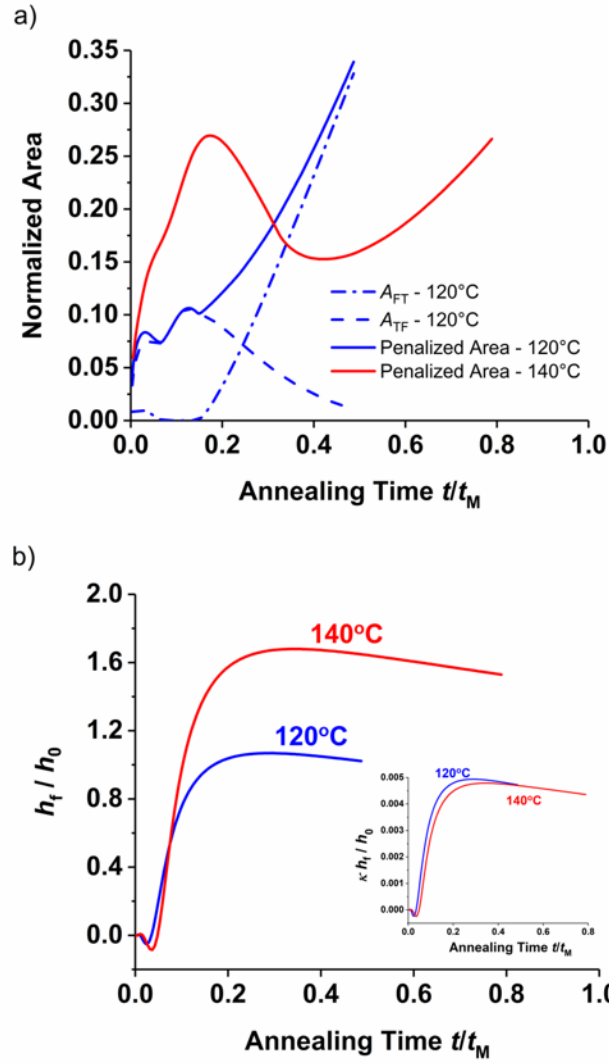 a)
0.35
0.30
0.25
0.20
0.15
0.10
0.05
0.00
Normalized Area
A_FT - 120°C
A_TF - 120°C
Penalized Area - 120°C
Penalized Area - 140°C
0.0 0.2 0.4 0.6 0.8 1.0
Annealing Time t/t_M
b)
2.0
1.6
1.2
0.8
0.4
0.0
h_f / h_0
140°C
120°C
0.005
0.004
0.003
0.002
0.001
0.000
κ h_f / h_0
120°C
140°C
0.0 0.2 0.4 0.6 0.8
Annealing Time t/t_M
0.0 0.2 0.4 0.6 0.8 1.0
Annealing Time t/t_M